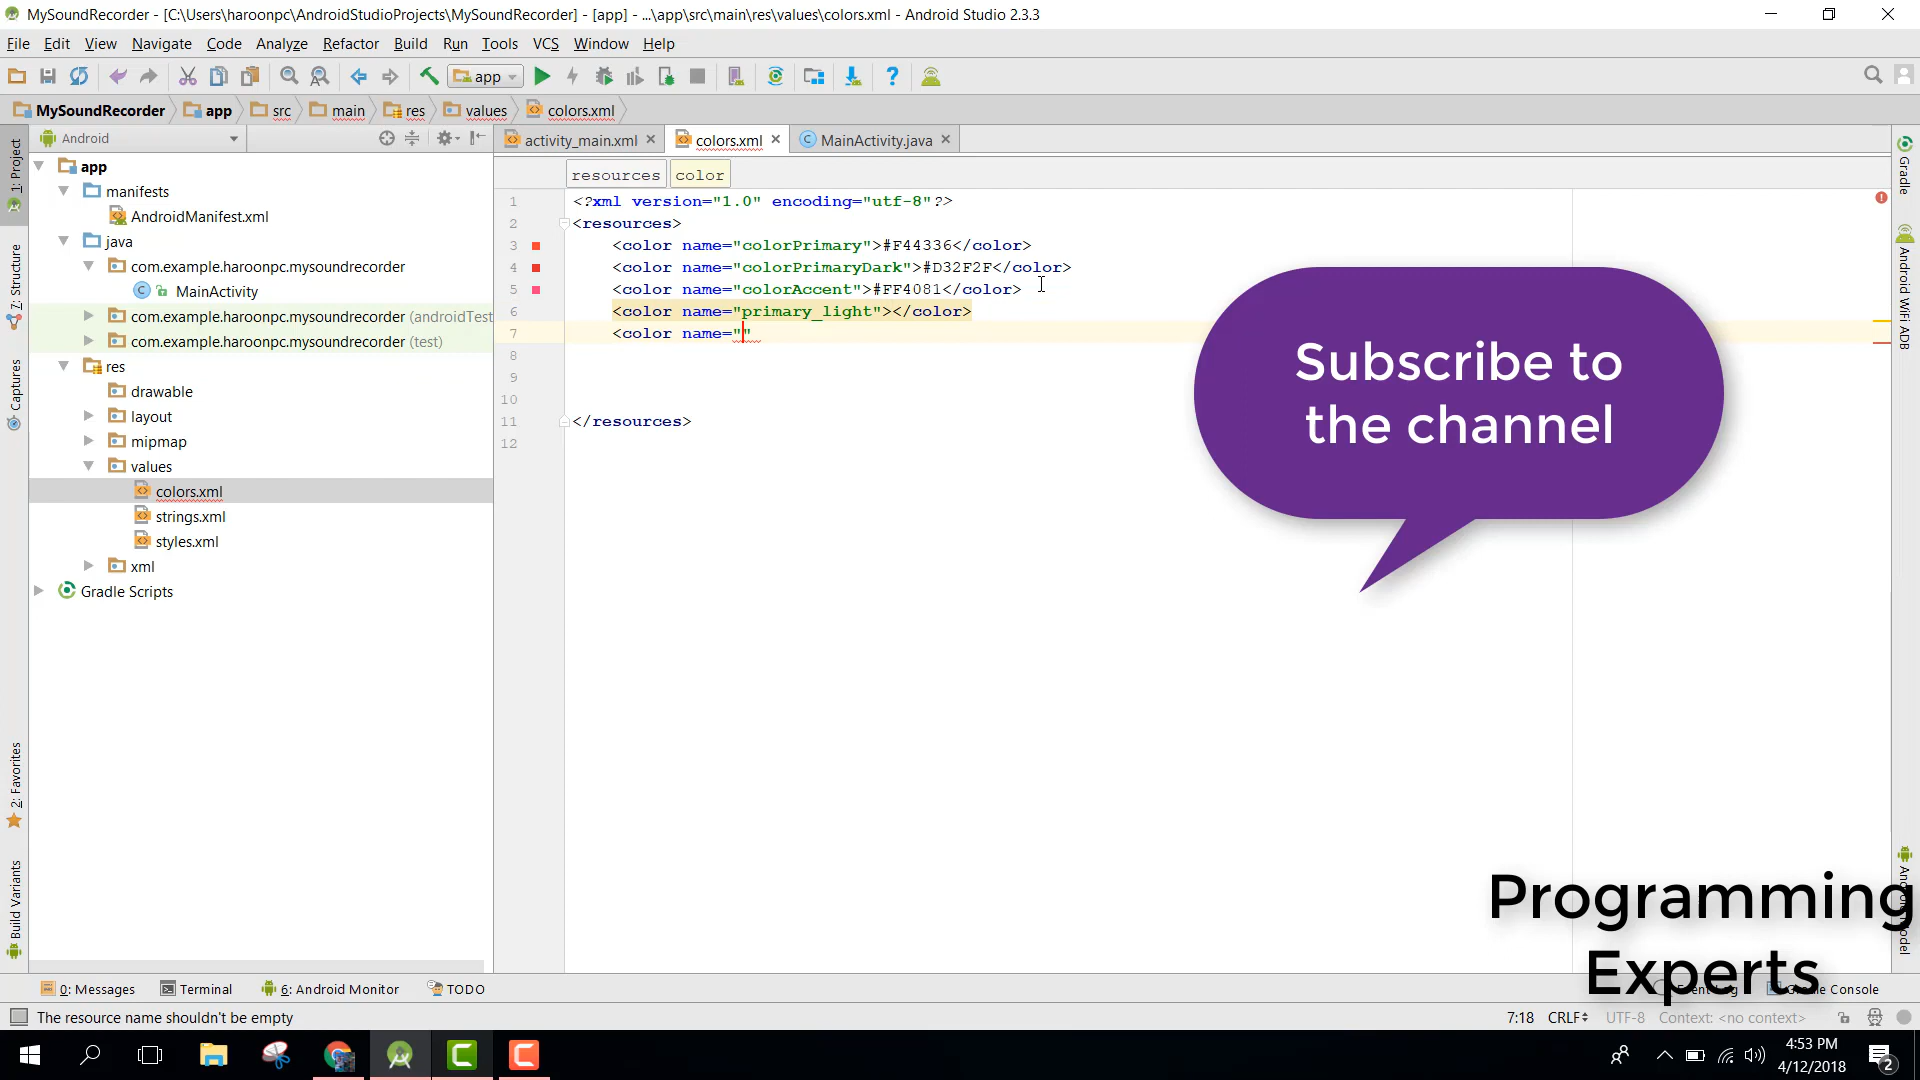 MySoundRecorder - [C:\Users\haroonpc\AndroidStudioProjects\MySoundRecorder] - [app] - ...\app\src\main\res\values\colors.xml - Android Studio 2.3.3
File Edit View Navigate Code Analyze Refactor Build Run Tools VCS Window Help
app
MySoundRecorder app src main res values colors.xml
Android
activity_main.xml colors.xml MainActivity.java
resources color
1: Project
7: Structure
Captures
2: Favorites
Build Variants
app
manifests
AndroidManifest.xml
java
com.example.haroonpc.mysoundrecorder
MainActivity
com.example.haroonpc.mysoundrecorder (androidTest
com.example.haroonpc.mysoundrecorder (test)
res
drawable
layout
mipmap
values
colors.xml
strings.xml
styles.xml
xml
Gradle Scripts
1 <?xml version="1.0" encoding="utf-8"?>
2 <resources>
3 <color name="colorPrimary">#F44336</color>
4 <color name="colorPrimaryDark">#D32F2F</color>
5 <color name="colorAccent">#FF4081</color>
6 <color name="primary_light"></color>
7 <color name=""
8
9
10
11 </resources>
12
Subscribe to
the channel
Programming
Experts
Gradle
Android WiFi ADB
0: Messages Terminal 6: Android Monitor TODO Gradle Console
The resource name shouldn't be empty
7:18 CRLF UTF-8 Context: <no context>
4:53 PM
4/12/2018
2